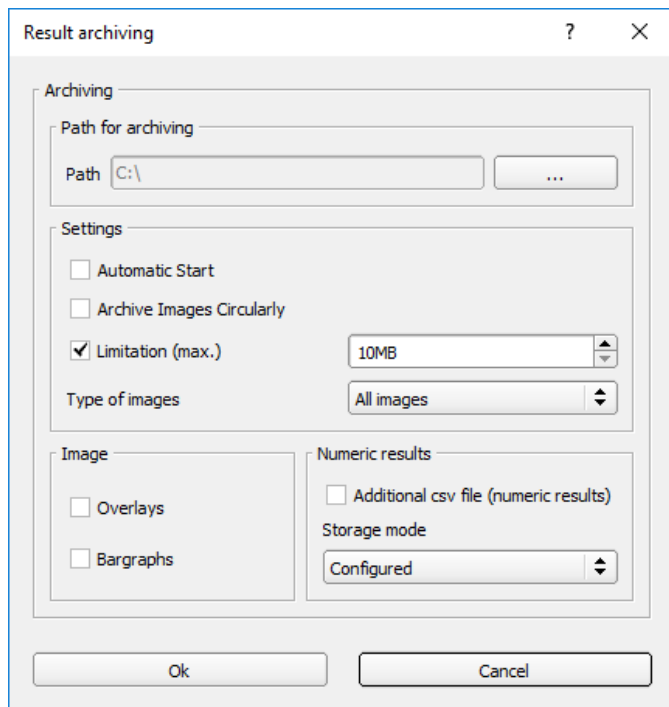 Result archiving ?
Archiving
Path for archiving
Path C:\ ...
Settings
Automatic Start
Archive Images Circularly
Limitation (max.) 10MB
Type of images All images
Image
Overlays
Bargraphs
Numeric results
Additional csv file (numeric results)
Storage mode
Configured
Ok Cancel